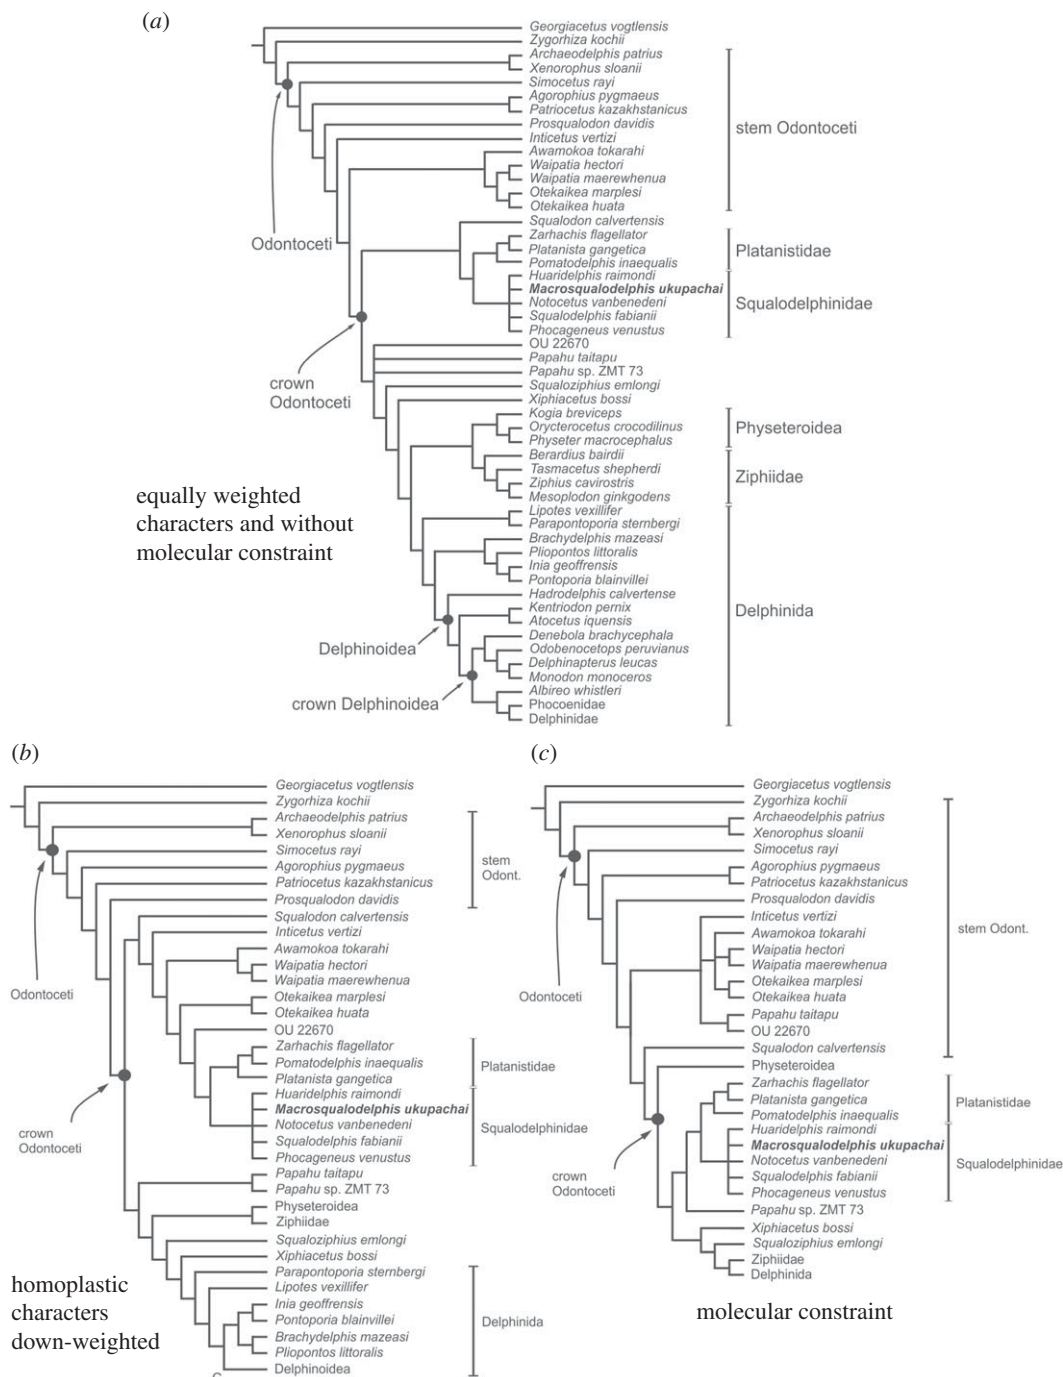 (a)
Georgiacetus vogtlensis
Zygorhiza kochii
Archaeodelphis patrius
Xenorophus sloanii
Simocetus rayi
Agorophius pygmaeus
Patriocetus kazakhstanicus
Prosqualodon davidis
Inticetus vertizi
Awamokoa tokarahi
Waipatia hectori
Waipatia maerewhenua
Otekaikea marplesi
Otekaikea huata
Squalodon calvertensis
Zarhachis flagellator
Platanista gangetica
Pomatodelphis inaequalis
Huaridelphis raimondi
Macrosqualodelphis ukupachai
Notocetus vanbenedeni
Squalodelphis fabianii
Phocageneus venustus
OU 22670
Papahu taitapu
Papahu sp. ZMT 73
Squaloziphius emlongi
Xiphiacetus bossi
Kogia breviceps
Orycterocetus crocodilinus
Physeter macrocephalus
Berardius bairdii
Tasmacetus shepherdi
Ziphius cavirostris
Mesoplodon ginkgodens
Lipotes vexillifer
Parapontoporia sternbergi
Brachydelphis mazeasi
Pliopontos littoralis
Inia geoffrensis
Pontoporia blainvillei
Hadrodelphis calvertense
Kentriodon pernix
Atocetus iquensis
Denebola brachycephala
Odobenocetops peruvianus
Delphinapterus leucas
Monodon monoceros
Albireo whistleri
Phocoenidae
Delphinidae
stem Odontoceti
Platanistidae
Squalodelphinidae
Physeteroidea
Ziphiidae
Delphinida
Odontoceti
crown
Odontoceti
Delphinoidea
crown Delphinoidea
equally weighted
characters and without
molecular constraint
(b)
Georgiacetus vogtlensis
Zygorhiza kochii
Archaeodelphis patrius
Xenorophus sloanii
Simocetus rayi
Agorophius pygmaeus
Patriocetus kazakhstanicus
Prosqualodon davidis
Squalodon calvertensis
Inticetus vertizi
Awamokoa tokarahi
Waipatia hectori
Waipatia maerewhenua
Otekaikea marplesi
Otekaikea huata
OU 22670
Zarhachis flagellator
Pomatodelphis inaequalis
Platanista gangetica
Huaridelphis raimondi
Macrosqualodelphis ukupachai
Notocetus vanbenedeni
Squalodelphis fabianii
Phocageneus venustus
Papahu taitapu
Papahu sp. ZMT 73
Physeteroidea
Ziphiidae
Squaloziphius emlongi
Xiphiacetus bossi
Parapontoporia sternbergi
Lipotes vexillifer
Inia geoffrensis
Pontoporia blainvillei
Brachydelphis mazeasi
Pliopontos littoralis
Delphinoidea
stem
Odont.
Platanistidae
Squalodelphinidae
Delphinida
Odontoceti
crown
Odontoceti
homoplastic
characters
down-weighted
(c)
Georgiacetus vogtlensis
Zygorhiza kochii
Archaeodelphis patrius
Xenorophus sloanii
Simocetus rayi
Agorophius pygmaeus
Patriocetus kazakhstanicus
Prosqualodon davidis
Inticetus vertizi
Awamokoa tokarahi
Waipatia hectori
Waipatia maerewhenua
Otekaikea marplesi
Otekaikea huata
Papahu taitapu
OU 22670
Squalodon calvertensis
Physeteroidea
Zarhachis flagellator
Platanista gangetica
Pomatodelphis inaequalis
Huaridelphis raimondi
Macrosqualodelphis ukupachai
Notocetus vanbenedeni
Squalodelphis fabianii
Phocageneus venustus
Papahu sp. ZMT 73
Xiphiacetus bossi
Squaloziphius emlongi
Ziphiidae
Delphinida
stem Odont.
Platanistidae
Squalodelphinidae
Odontoceti
crown
Odontoceti
molecular constraint